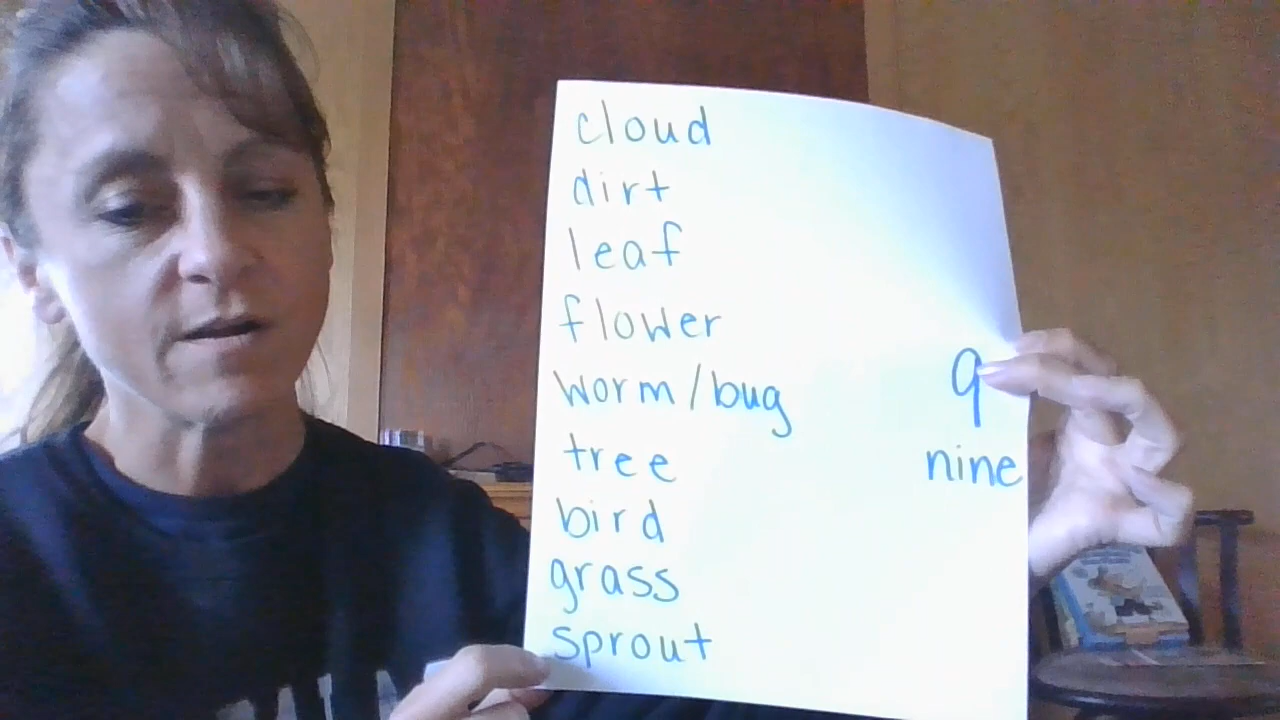 cloud
dirt
leaf
flower
worm/bug
tree
bird
grass
sprout
9
nine